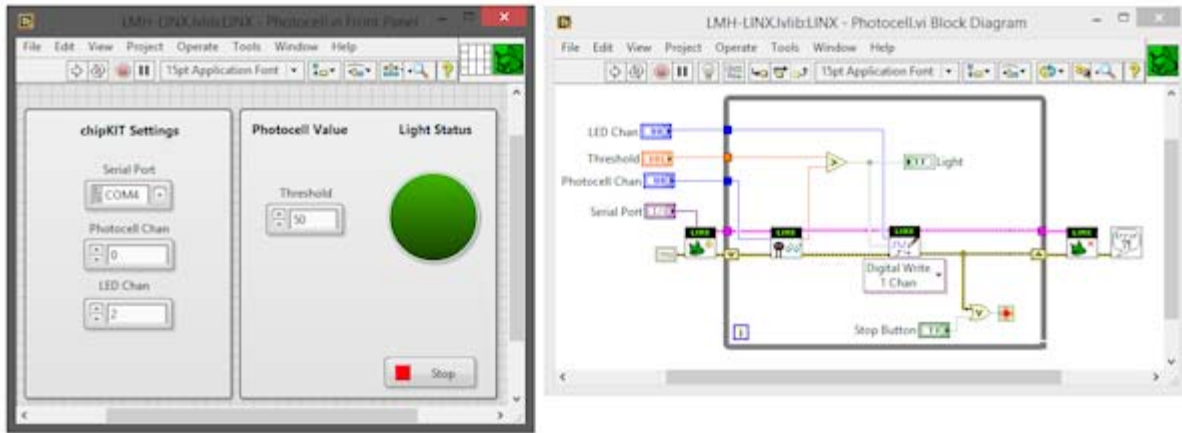 LMH-LINX.lvlib:LINX - Photocell.vi Front Panel
File Edit View Project Operate Tools Window Help
15pt Application Font
chipKIT Settings
Serial Port
COM4
Photocell Chan
0
LED Chan
2
Photocell Value
Threshold
50
Light Status
Stop
LMH-LINX.lvlib:LINX - Photocell.vi Block Diagram
File Edit View Project Operate Tools Window Help
15pt Application Font
LED Chan
Threshold
Photocell Chan
Serial Port
Light
LINX
LINX
LINX
LINX
Digital Write
1 Chan
Stop Button
i